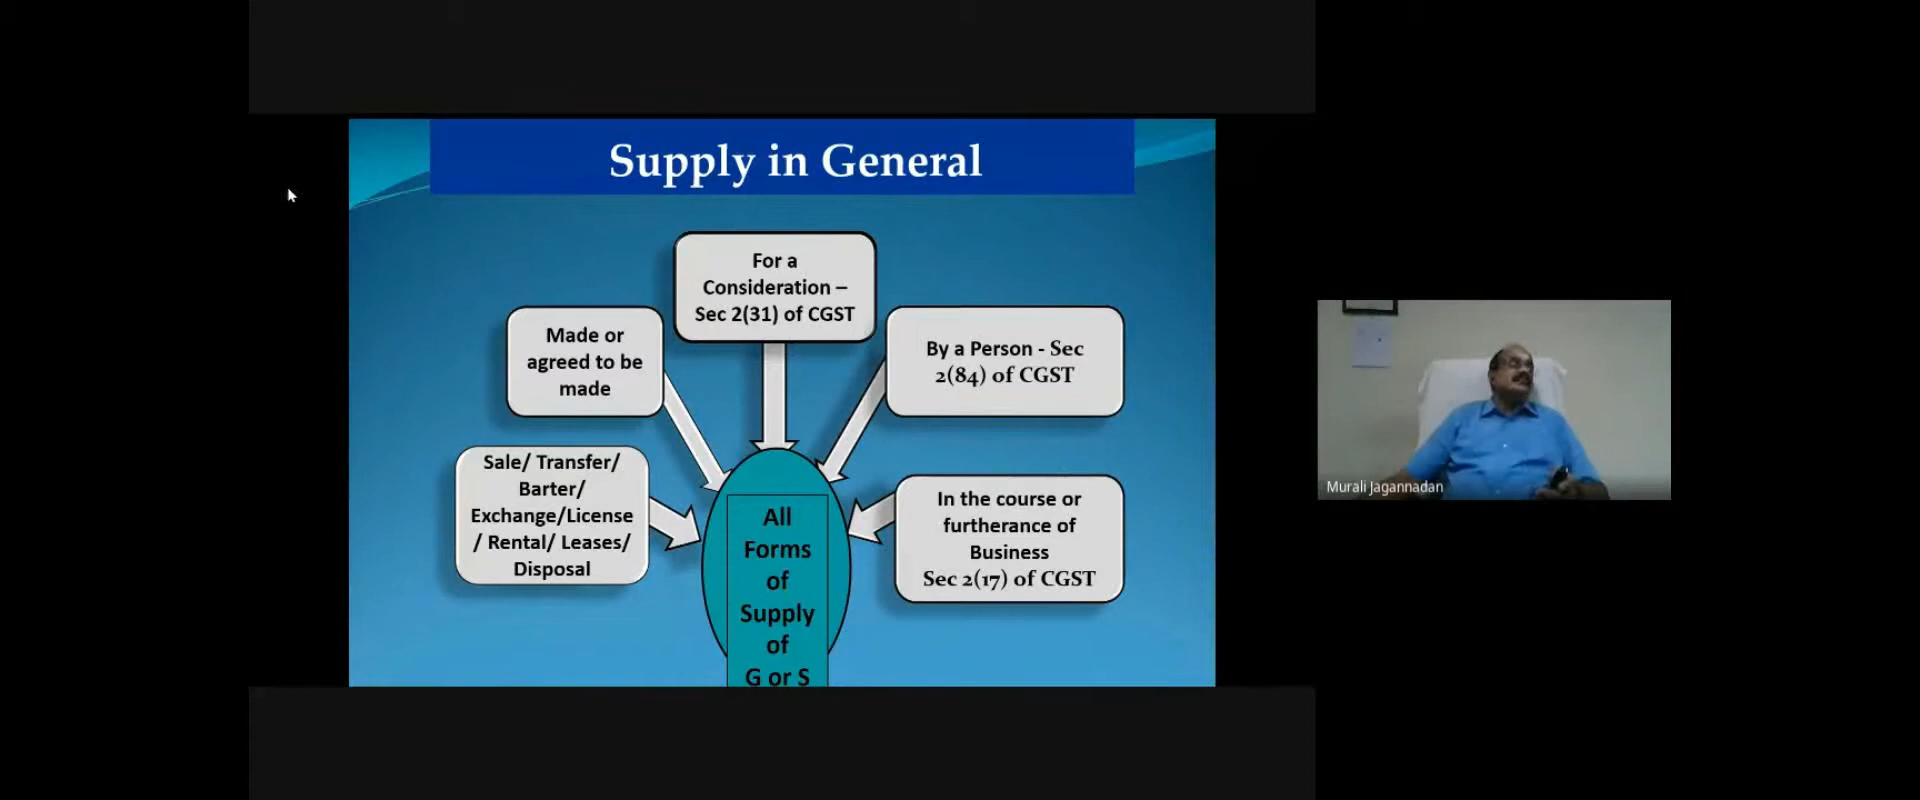 Supply in General
For a
Consideration –
Sec 2(31) of CGST
Made or
agreed to be
made
By a Person - Sec
2(84) of CGST
Sale/ Transfer/
Barter/
Exchange/License
/ Rental/ Leases/
Disposal
In the course or
furtherance of
Business
Sec 2(17) of CGST
All
Forms
of
Supply
of
G or S
Murali Jagannadan